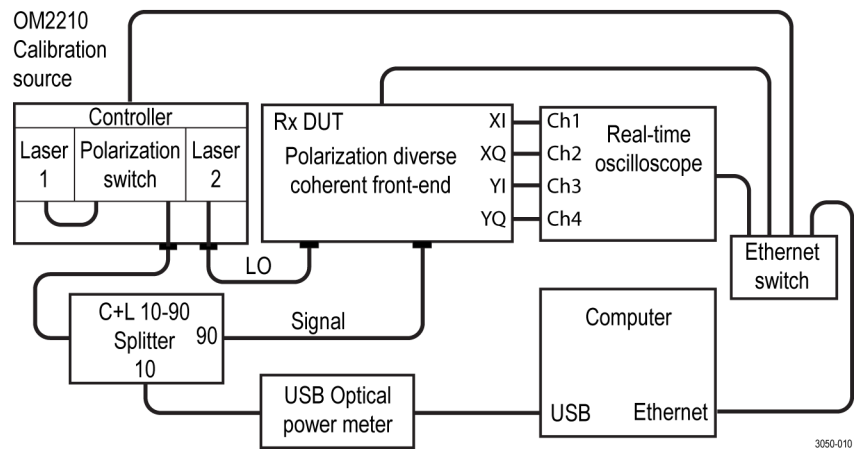 OM2210
Calibration
source
Controller
Laser
1
Polarization
switch
Laser
2
Rx DUT
Polarization diverse
coherent front-end
XI
XQ
YI
YQ
Ch1
Ch2
Ch3
Ch4
Real-time
oscilloscope
Ethernet
switch
LO
C+L 10-90
Splitter
90
10
Signal
USB Optical
power meter
Computer
USB
Ethernet
3050-010